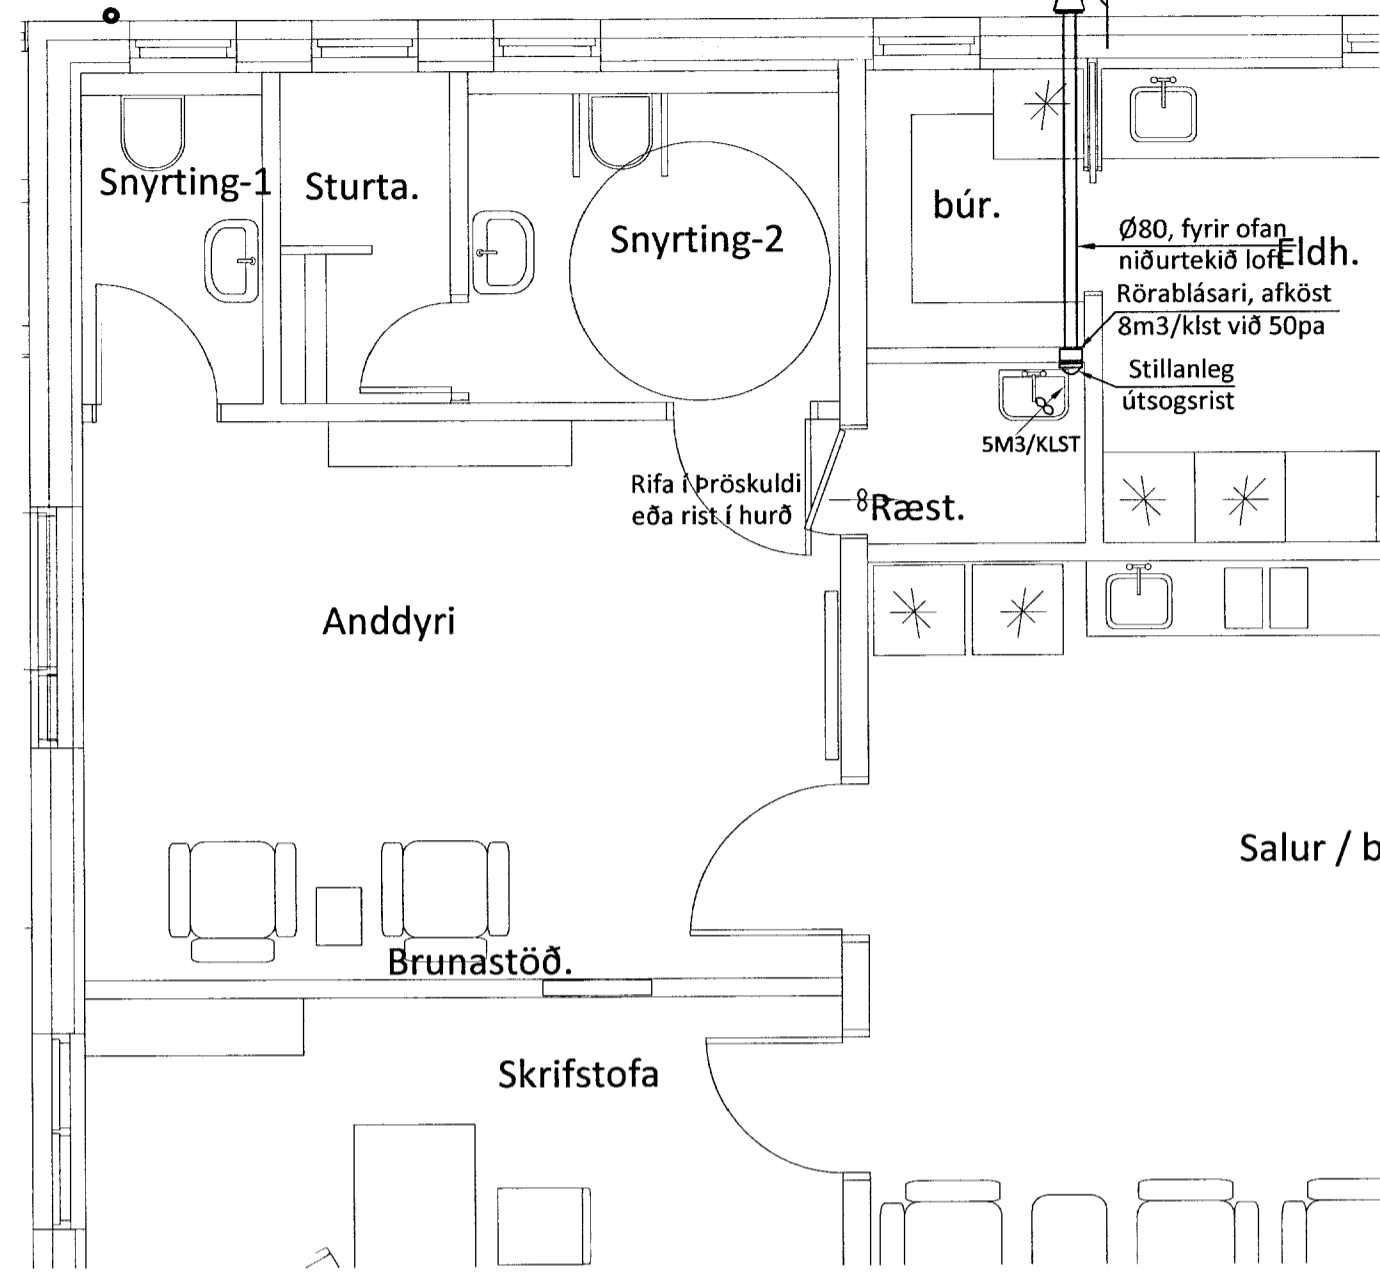 Snyrting-1
Sturta.
Snyrting-2
búr.
Ø80, fyrir ofan
niðurtekið loft
Eldh.
Rörablásari, afköst
8m3/klst við 50pa
Stillanleg
útsogsrist
5M3/KLST
Rifa í Þröskuldi
eða rist í hurð
Ræst.
Anddyri
Salur / b
Brunastöð.
Skrifstofa